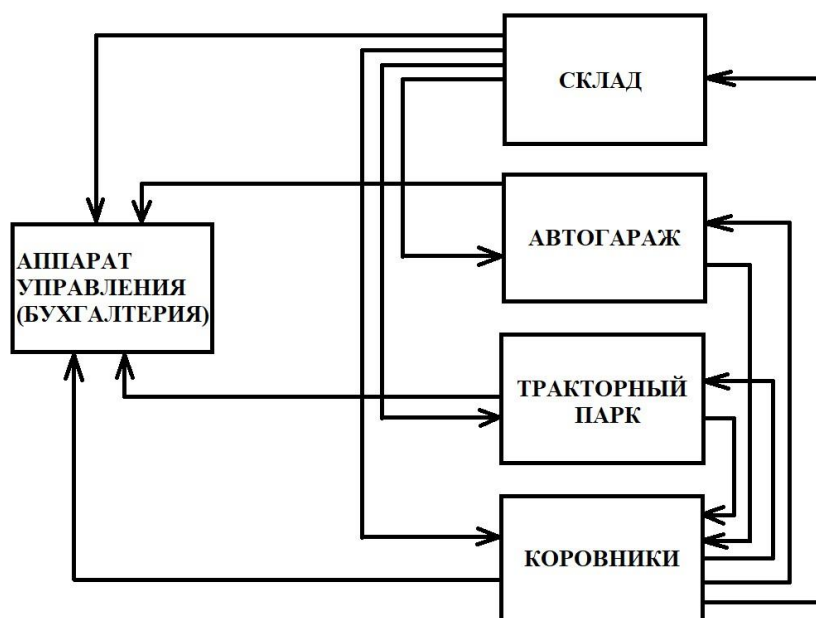 СКЛАД
АВТОГАРАЖ
АППАРАТ
УПРАВЛЕНИЯ
(БУХГАЛТЕРИЯ)
ТРАКТОРНЫЙ
ПАРК
КОРОВНИКИ